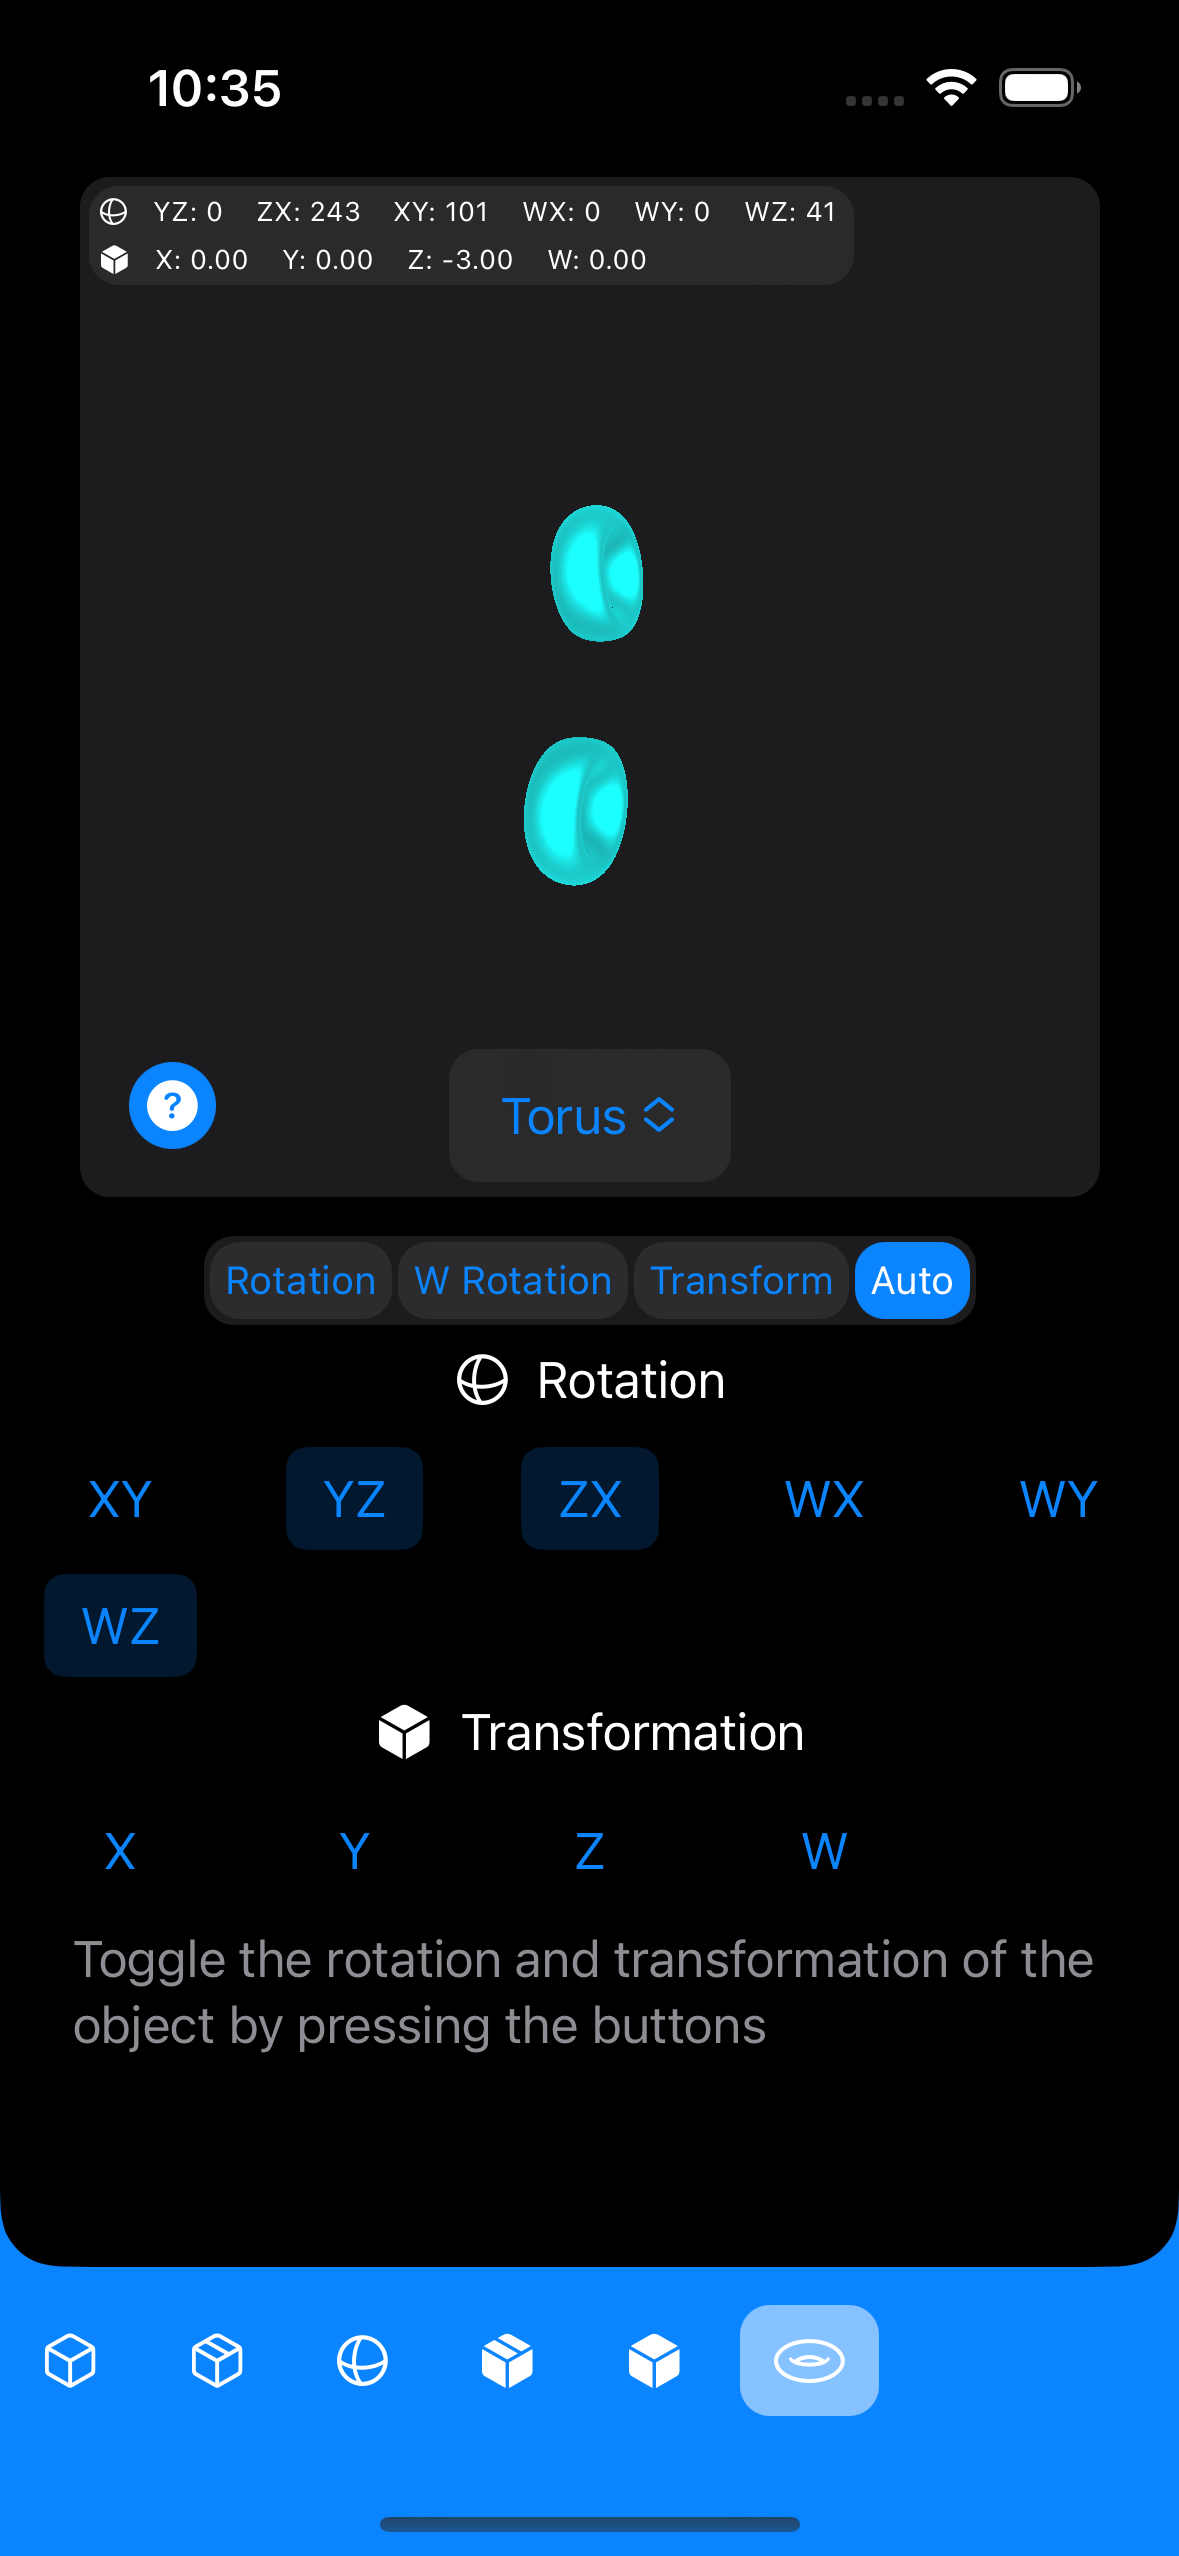 10:35
YZ: 0 ZX: 243 XY: 101 WX: 0 WY: 0 WZ: 41
X: 0.00 Y: 0.00 Z: -3.00 W: 0.00
?
Torus
Rotation W Rotation Transform Auto
Rotation
XY YZ ZX WX WY
WZ
Transformation
X Y Z W
Toggle the rotation and transformation of the
object by pressing the buttons